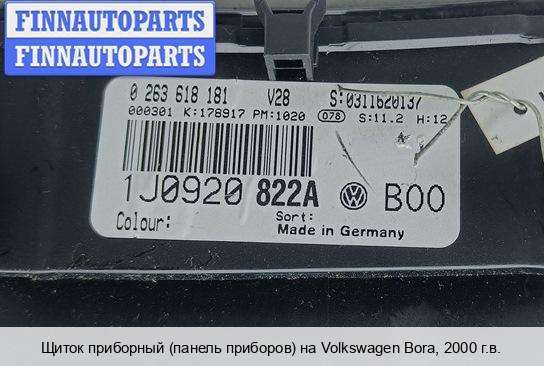 FINNAUTOPARTS
FINNAUTOPARTS
0 263 618 181 V28 S:0311620137
000301 K:178917 PM:1020 078 S:11.2 H:12
1J0920 822A B00
Colour: Sort:
Made in Germany
Щиток приборный (панель приборов) на Volkswagen Bora, 2000 г.в.